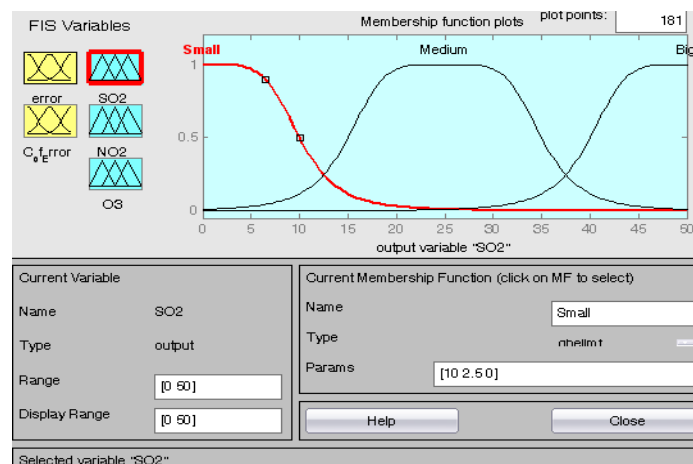 FIS Variables
Membership function plots
plot points:
181
Small
Medium
Big
error
SO2
C_of_Error
NO2
O3
1
0.5
0
0 5 10 15 20 25 30 35 40 45 50
output variable "SO2"
Current Variable
Name SO2
Type output
Range [0 50]
Display Range [0 50]
Current Membership Function (click on MF to select)
Name Small
Type gbellmf
Params [10 2.5 0]
Help
Close
Selected variable "SO2"